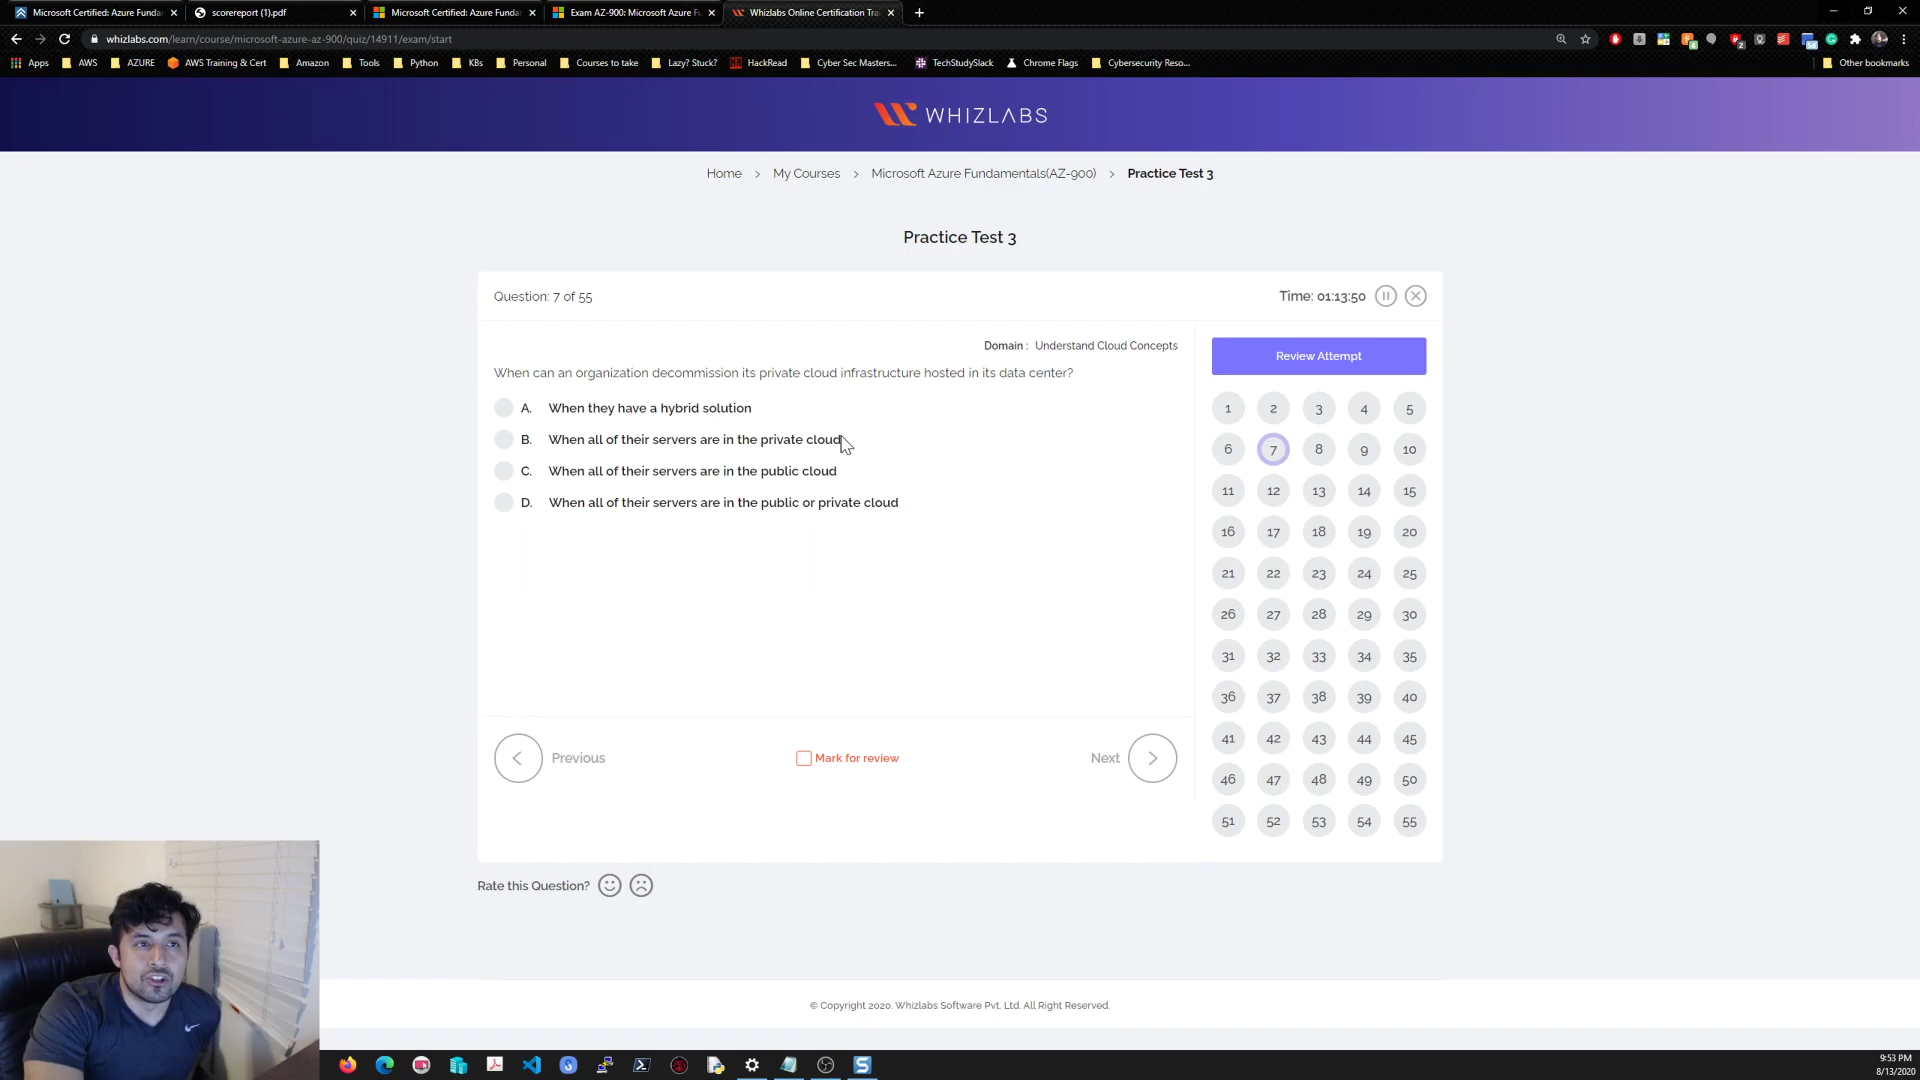 Microsoft Certified: Azure Funda
scorereport (1).pdf
Microsoft Certified: Azure Funda
Exam AZ-900: Microsoft Azure F
Whizlabs Online Certification Tra
whizlabs.com/learn/course/microsoft-azure-az-900/quiz/14911/exam/start
Apps
AWS
AZURE
AWS Training & Cert
Amazon
Tools
Python
KBs
Personal
Courses to take
Lazy? Stuck?
HackRead
Cyber Sec Masters...
TechStudySlack
Chrome Flags
Cybersecurity Reso...
Other bookmarks
WHIZLABS
Home > My Courses > Microsoft Azure Fundamentals(AZ-900) > Practice Test 3
Practice Test 3
Question: 7 of 55
Time: 01:13:50
Domain : Understand Cloud Concepts
When can an organization decommission its private cloud infrastructure hosted in its data center?
A. When they have a hybrid solution
B. When all of their servers are in the private cloud
C. When all of their servers are in the public cloud
D. When all of their servers are in the public or private cloud
Previous
Mark for review
Next
Review Attempt
1 2 3 4 5
6 7 8 9 10
11 12 13 14 15
16 17 18 19 20
21 22 23 24 25
26 27 28 29 30
31 32 33 34 35
36 37 38 39 40
41 42 43 44 45
46 47 48 49 50
51 52 53 54 55
Rate this Question?
© Copyright 2020. Whizlabs Software Pvt. Ltd. All Right Reserved.
9:53 PM
8/13/2020